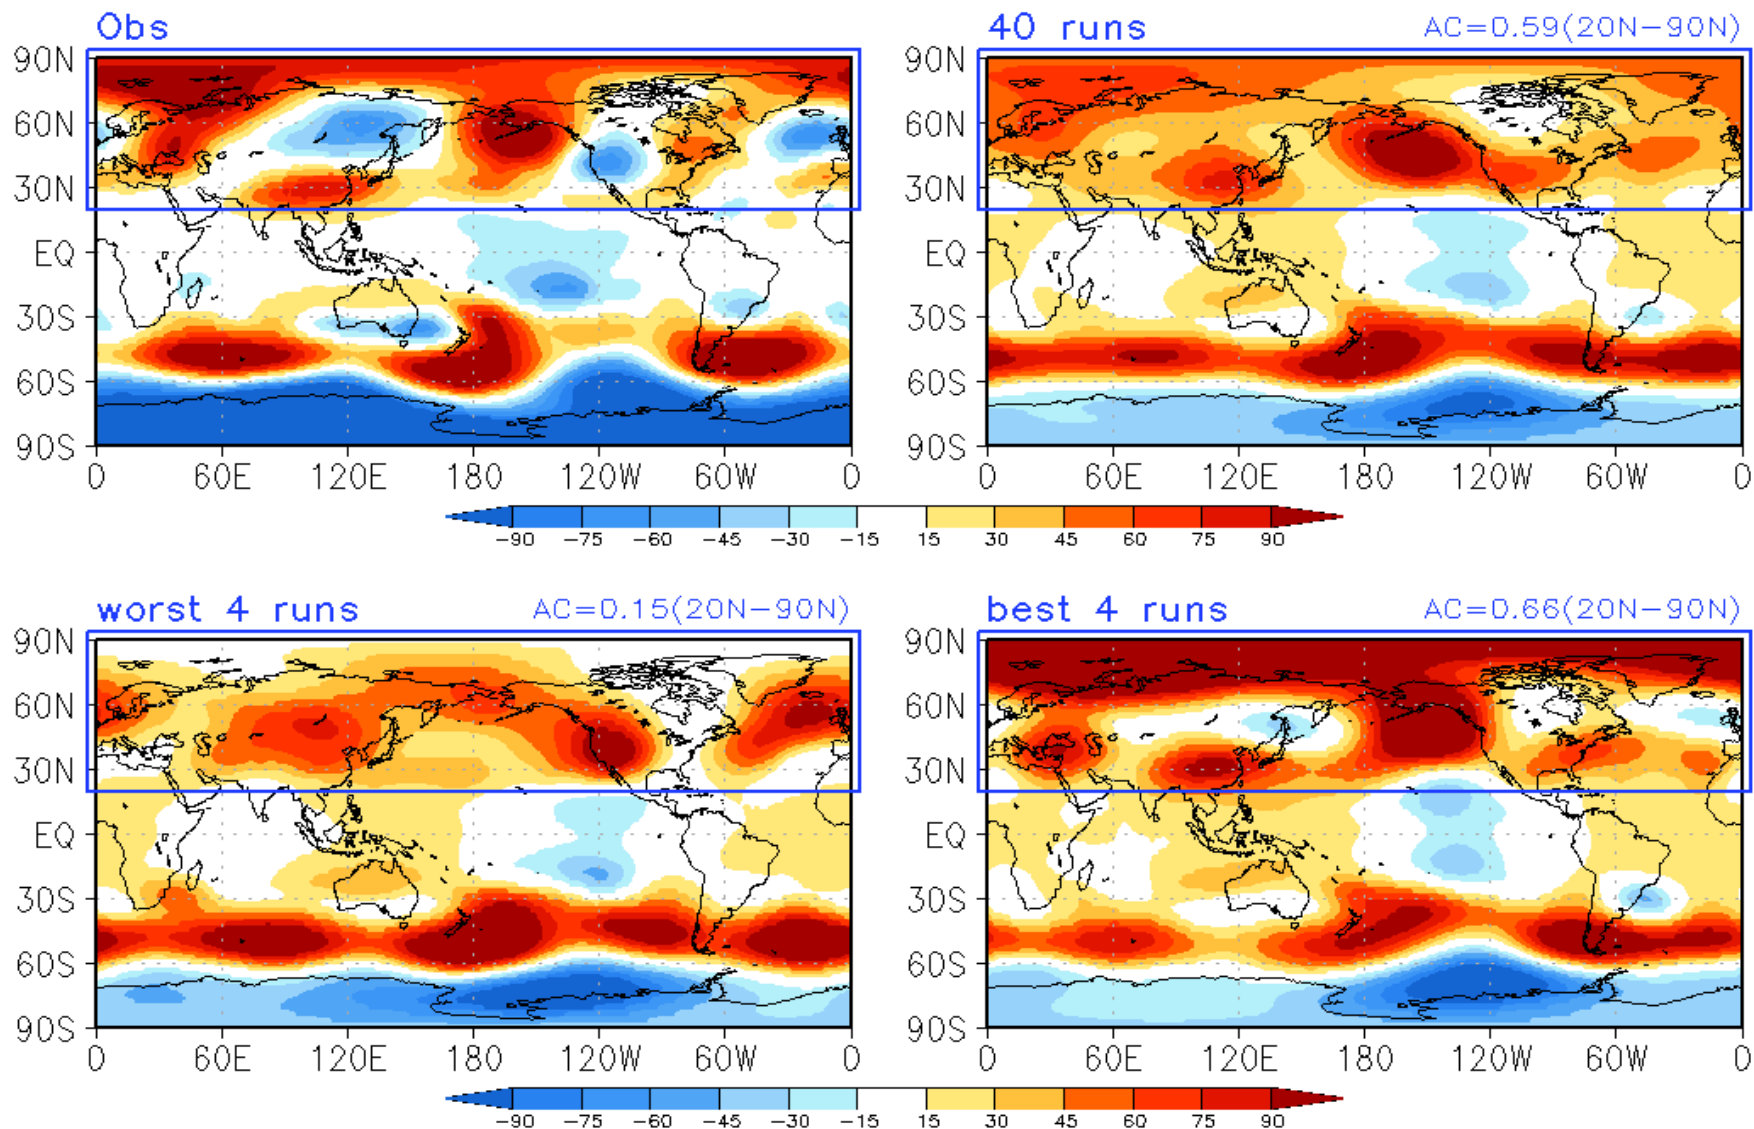 Obs
40 runs AC=0.59(20N-90N)
90N 90N
60N 60N
30N 30N
EQ EQ
30S 30S
60S 60S
90S 90S
0 60E 120E 180 120W 60W 0 0 60E 120E 180 120W 60W 0
-90 -75 -60 -45 -30 -15 15 30 45 60 75 90
worst 4 runs AC=0.15(20N-90N) best 4 runs AC=0.66(20N-90N)
90N 90N
60N 60N
30N 30N
EQ EQ
30S 30S
60S 60S
90S 90S
0 60E 120E 180 120W 60W 0 0 60E 120E 180 120W 60W 0
-90 -75 -60 -45 -30 -15 15 30 45 60 75 90